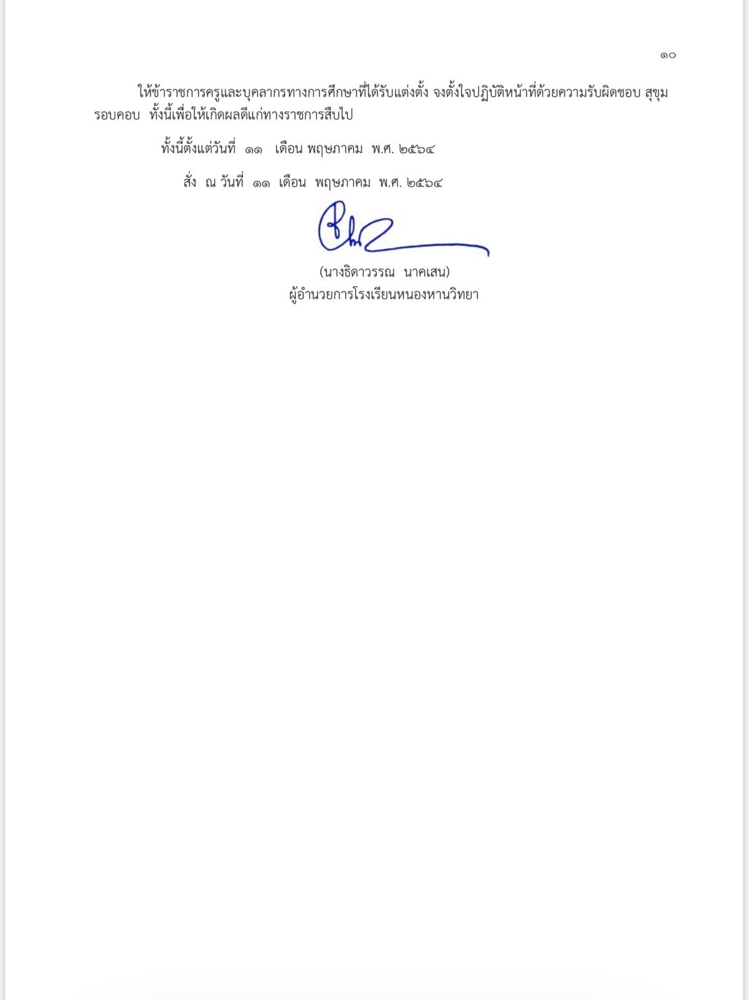 ๑๐
ให้ข้าราชการครูและบุคลากรทางการศึกษาที่ได้รับแต่งตั้ง จงตั้งใจปฏิบัติหน้าที่ด้วยความรับผิดชอบ สุขุม
รอบคอบ ทั้งนี้เพื่อให้เกิดผลดีแก่ทางราชการสืบไป
ทั้งนี้ตั้งแต่วันที่ ๑๑ เดือน พฤษภาคม พ.ศ. ๒๕๖๔
สั่ง ณ วันที่ ๑๑ เดือน พฤษภาคม พ.ศ. ๒๕๖๔
(นางธิดาวรรณ นาคเสน)
ผู้อำนวยการโรงเรียนหนองหานวิทยา